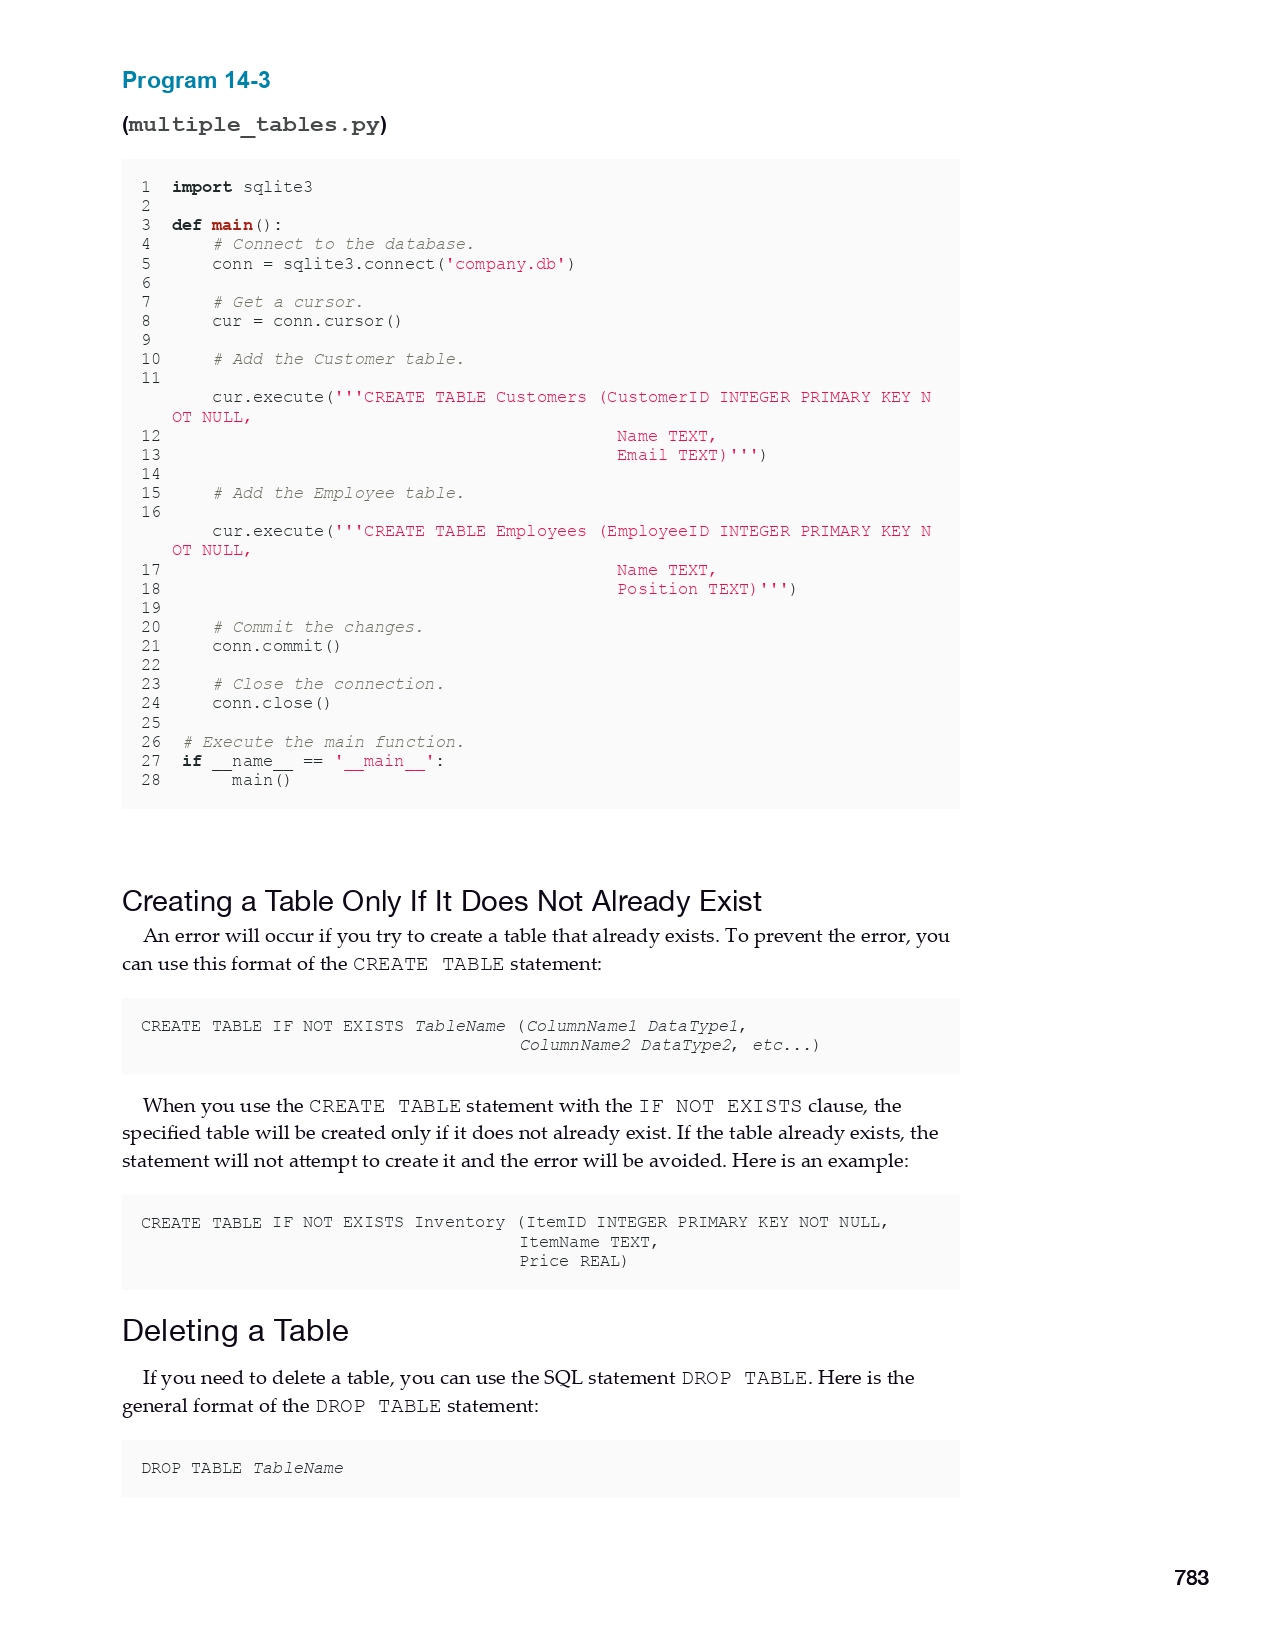 Program 14-3
(multiple_tables.py)
1  import sqlite3
2
3  def main():
4      # Connect to the database.
5      conn = sqlite3.connect('company.db')
6
7      # Get a cursor.
8      cur = conn.cursor()
9
10     # Add the Customer table.
11
       cur.execute('''CREATE TABLE Customers (CustomerID INTEGER PRIMARY KEY N
   OT NULL,
12                                             Name TEXT,
13                                             Email TEXT)''')
14
15     # Add the Employee table.
16
       cur.execute('''CREATE TABLE Employees (EmployeeID INTEGER PRIMARY KEY N
   OT NULL,
17                                             Name TEXT,
18                                             Position TEXT)''')
19
20     # Commit the changes.
21     conn.commit()
22
23     # Close the connection.
24     conn.close()
25
26  # Execute the main function.
27  if __name__ == '__main__':
28       main()
Creating a Table Only If It Does Not Already Exist
An error will occur if you try to create a table that already exists. To prevent the error, you
can use this format of the CREATE TABLE statement:
CREATE TABLE IF NOT EXISTS TableName (ColumnName1 DataType1,
                                      ColumnName2 DataType2, etc...)
When you use the CREATE TABLE statement with the IF NOT EXISTS clause, the
specified table will be created only if it does not already exist. If the table already exists, the
statement will not attempt to create it and the error will be avoided. Here is an example:
CREATE TABLE IF NOT EXISTS Inventory (ItemID INTEGER PRIMARY KEY NOT NULL,
                                      ItemName TEXT,
                                      Price REAL)
Deleting a Table
If you need to delete a table, you can use the SQL statement DROP TABLE. Here is the
general format of the DROP TABLE statement:
DROP TABLE TableName
783